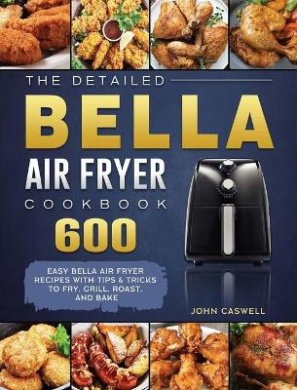 THE DETAILED
BELLA
AIR FRYER
COOKBOOK
600
EASY BELLA AIR FRYER
RECIPES WITH TIPS & TRICKS
TO FRY, GRILL, ROAST,
AND BAKE
JOHN CASWELL